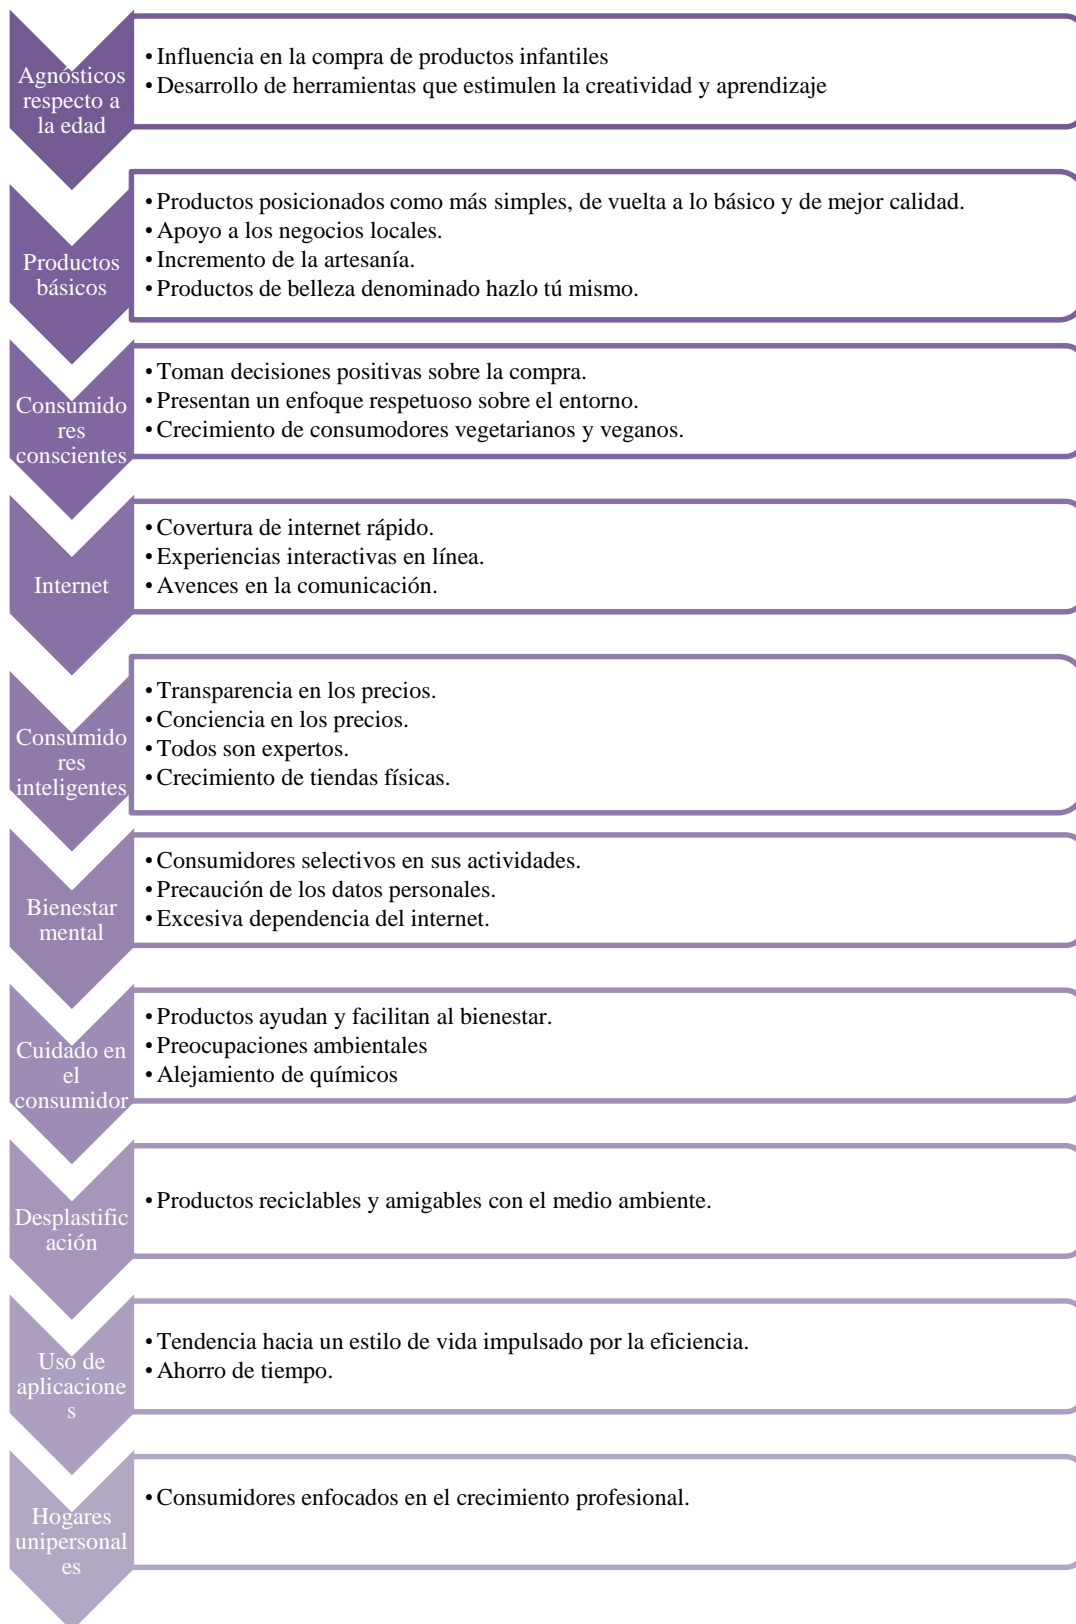 Agnósticos
respecto a
la edad
• Influencia en la compra de productos infantiles
• Desarrollo de herramientas que estimulen la creatividad y aprendizaje
Productos
básicos
• Productos posicionados como más simples, de vuelta a lo básico y de mejor calidad.
• Apoyo a los negocios locales.
• Incremento de la artesanía.
• Productos de belleza denominado hazlo tú mismo.
Consumido
res
conscientes
• Toman decisiones positivas sobre la compra.
• Presentan un enfoque respetuoso sobre el entorno.
• Crecimiento de consumodores vegetarianos y veganos.
Internet
• Covertura de internet rápido.
• Experiencias interactivas en línea.
• Avences en la comunicación.
Consumido
res
inteligentes
• Transparencia en los precios.
• Conciencia en los precios.
• Todos son expertos.
• Crecimiento de tiendas físicas.
Bienestar
mental
• Consumidores selectivos en sus actividades.
• Precaución de los datos personales.
• Excesiva dependencia del internet.
Cuidado en
el
consumidor
• Productos ayudan y facilitan al bienestar.
• Preocupaciones ambientales
• Alejamiento de químicos
Desplastific
ación
• Productos reciclables y amigables con el medio ambiente.
Uso de
aplicacione
s
• Tendencia hacia un estilo de vida impulsado por la eficiencia.
• Ahorro de tiempo.
Hogares
unipersonal
es
• Consumidores enfocados en el crecimiento profesional.